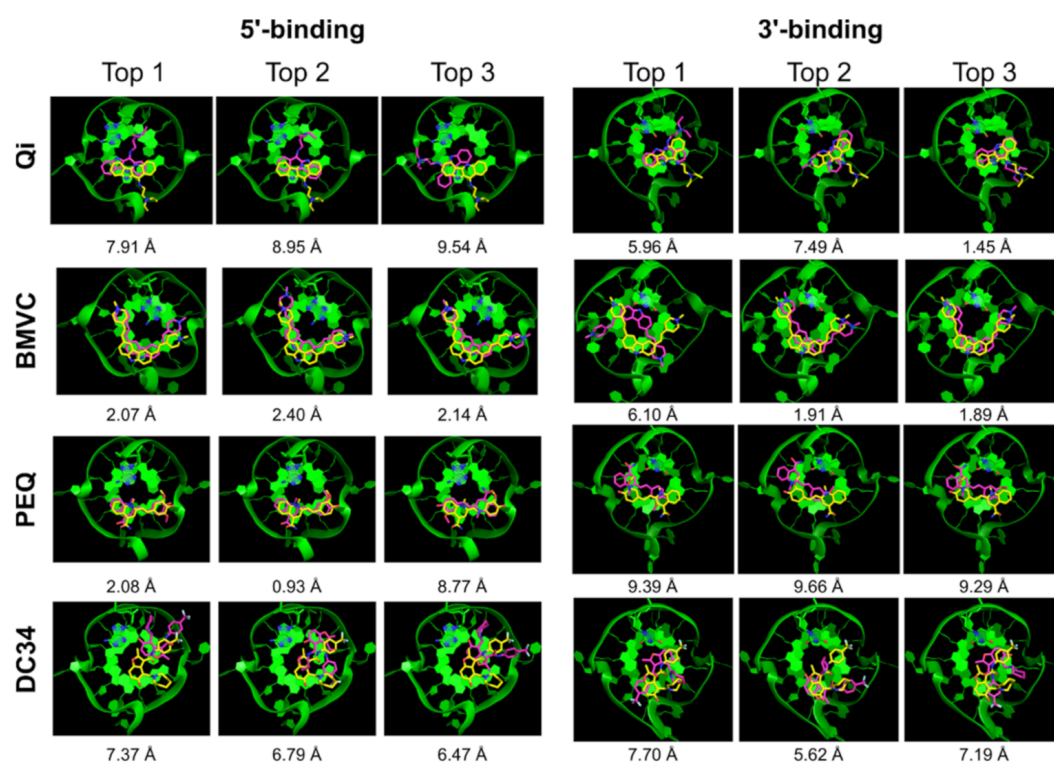 5'-binding 3'-binding
Top 1 Top 2 Top 3 Top 1 Top 2 Top 3
Qi
7.91 Å 8.95 Å 9.54 Å 5.96 Å 7.49 Å 1.45 Å
BMVC
2.07 Å 2.40 Å 2.14 Å 6.10 Å 1.91 Å 1.89 Å
PEQ
2.08 Å 0.93 Å 8.77 Å 9.39 Å 9.66 Å 9.29 Å
DC34
7.37 Å 6.79 Å 6.47 Å 7.70 Å 5.62 Å 7.19 Å